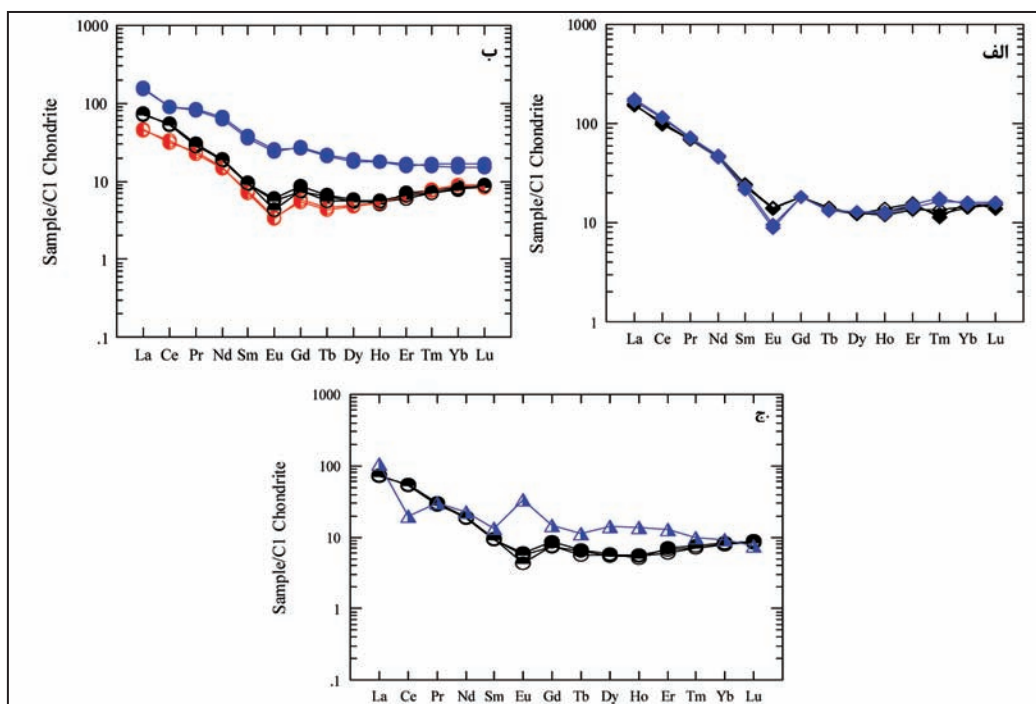 الف
1000
100
10
1
Sample/C1 Chondrite
La Ce Pr Nd Sm Eu Gd Tb Dy Ho Er Tm Yb Lu
ب
1000
100
10
1
.1
Sample/C1 Chondrite
La Ce Pr Nd Sm Eu Gd Tb Dy Ho Er Tm Yb Lu
ج
1000
100
10
1
.1
Sample/C1 Chondrite
La Ce Pr Nd Sm Eu Gd Tb Dy Ho Er Tm Yb Lu